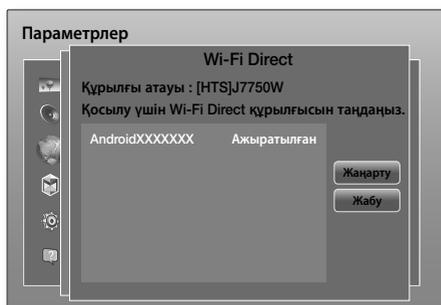 Параметрлер
Wi-Fi Direct
Құрылғы атауы : [HTS]J7750W
Қосылу үшін Wi-Fi Direct құрылғысын таңдаңыз.
AndroidXXXXXXX Ажыратылған
Жаңарту
Жабу